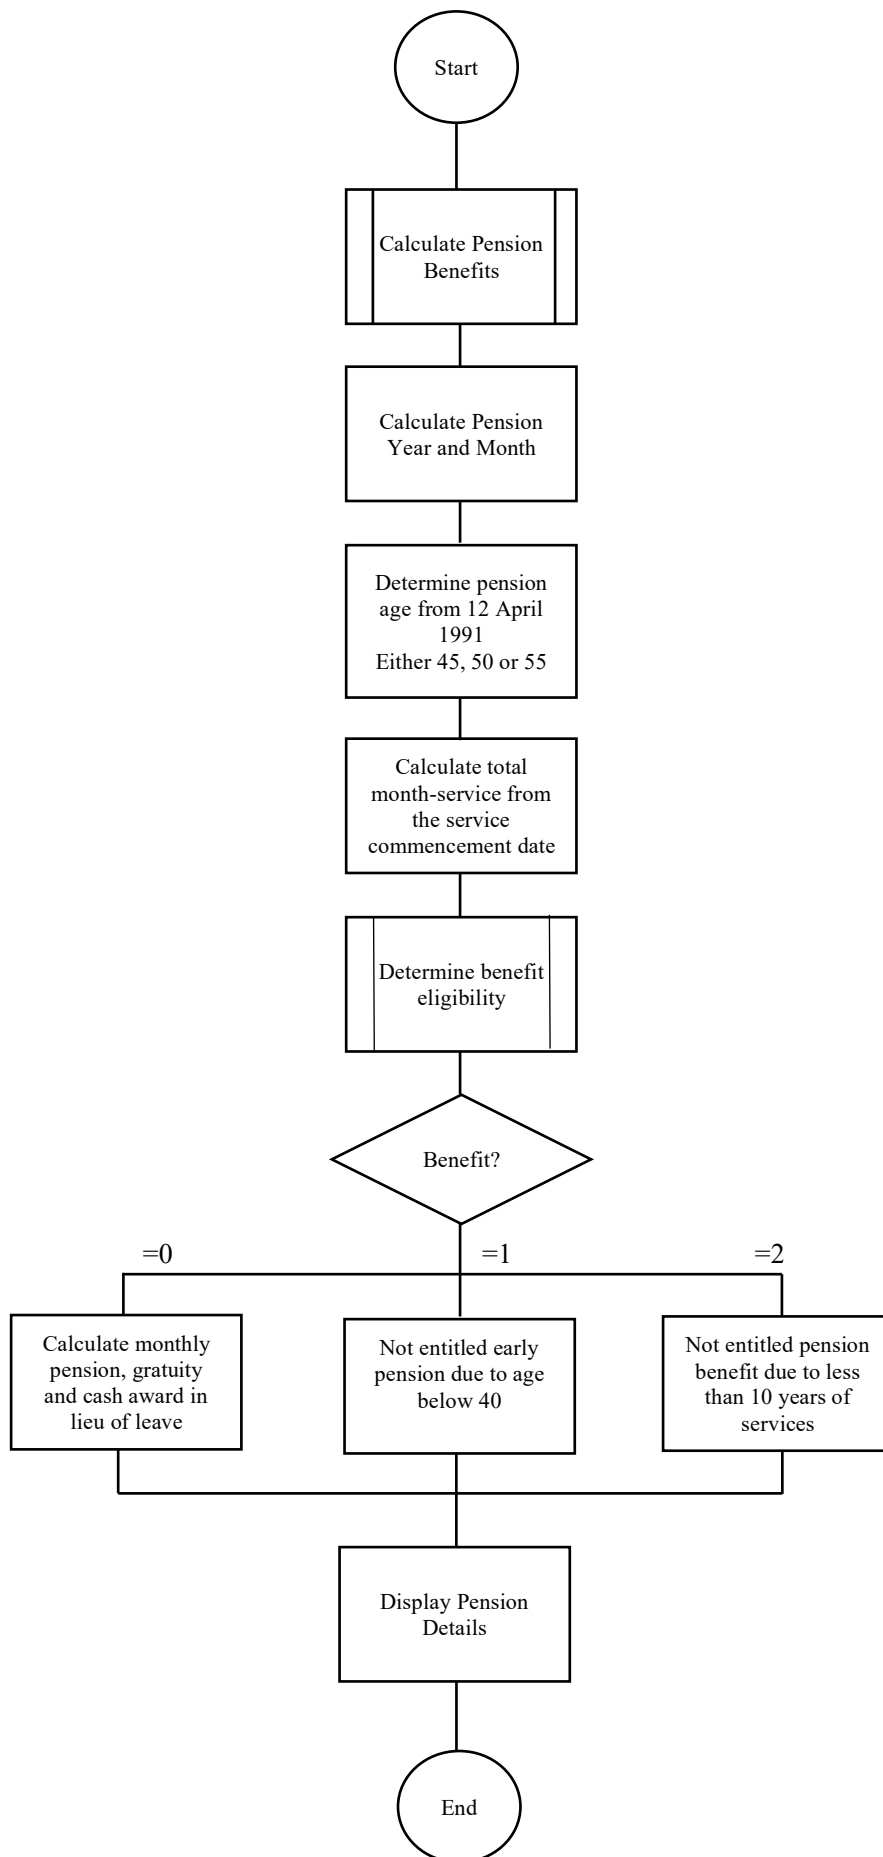 Start
Calculate Pension
Benefits
Calculate Pension
Year and Month
Determine pension
age from 12 April
1991
Either 45, 50 or 55
Calculate total
month-service from
the service
commencement date
Determine benefit
eligibility
Benefit?
=0
=1
=2
Calculate monthly
pension, gratuity
and cash award in
lieu of leave
Not entitled early
pension due to age
below 40
Not entitled pension
benefit due to less
than 10 years of
services
Display Pension
Details
End